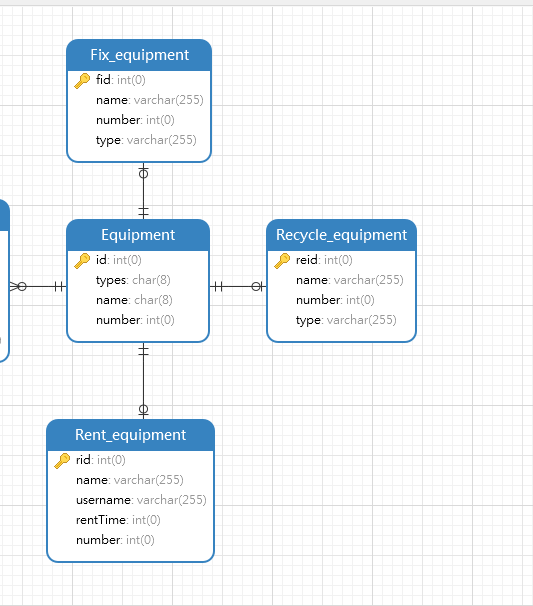 Fix_equipment
fid: int(0)
name: varchar(255)
number: int(0)
type: varchar(255)
Equipment
id: int(0)
types: char(8)
name: char(8)
number: int(0)
Recycle_equipment
reid: int(0)
name: varchar(255)
number: int(0)
type: varchar(255)
Rent_equipment
rid: int(0)
name: varchar(255)
username: varchar(255)
rentTime: int(0)
number: int(0)